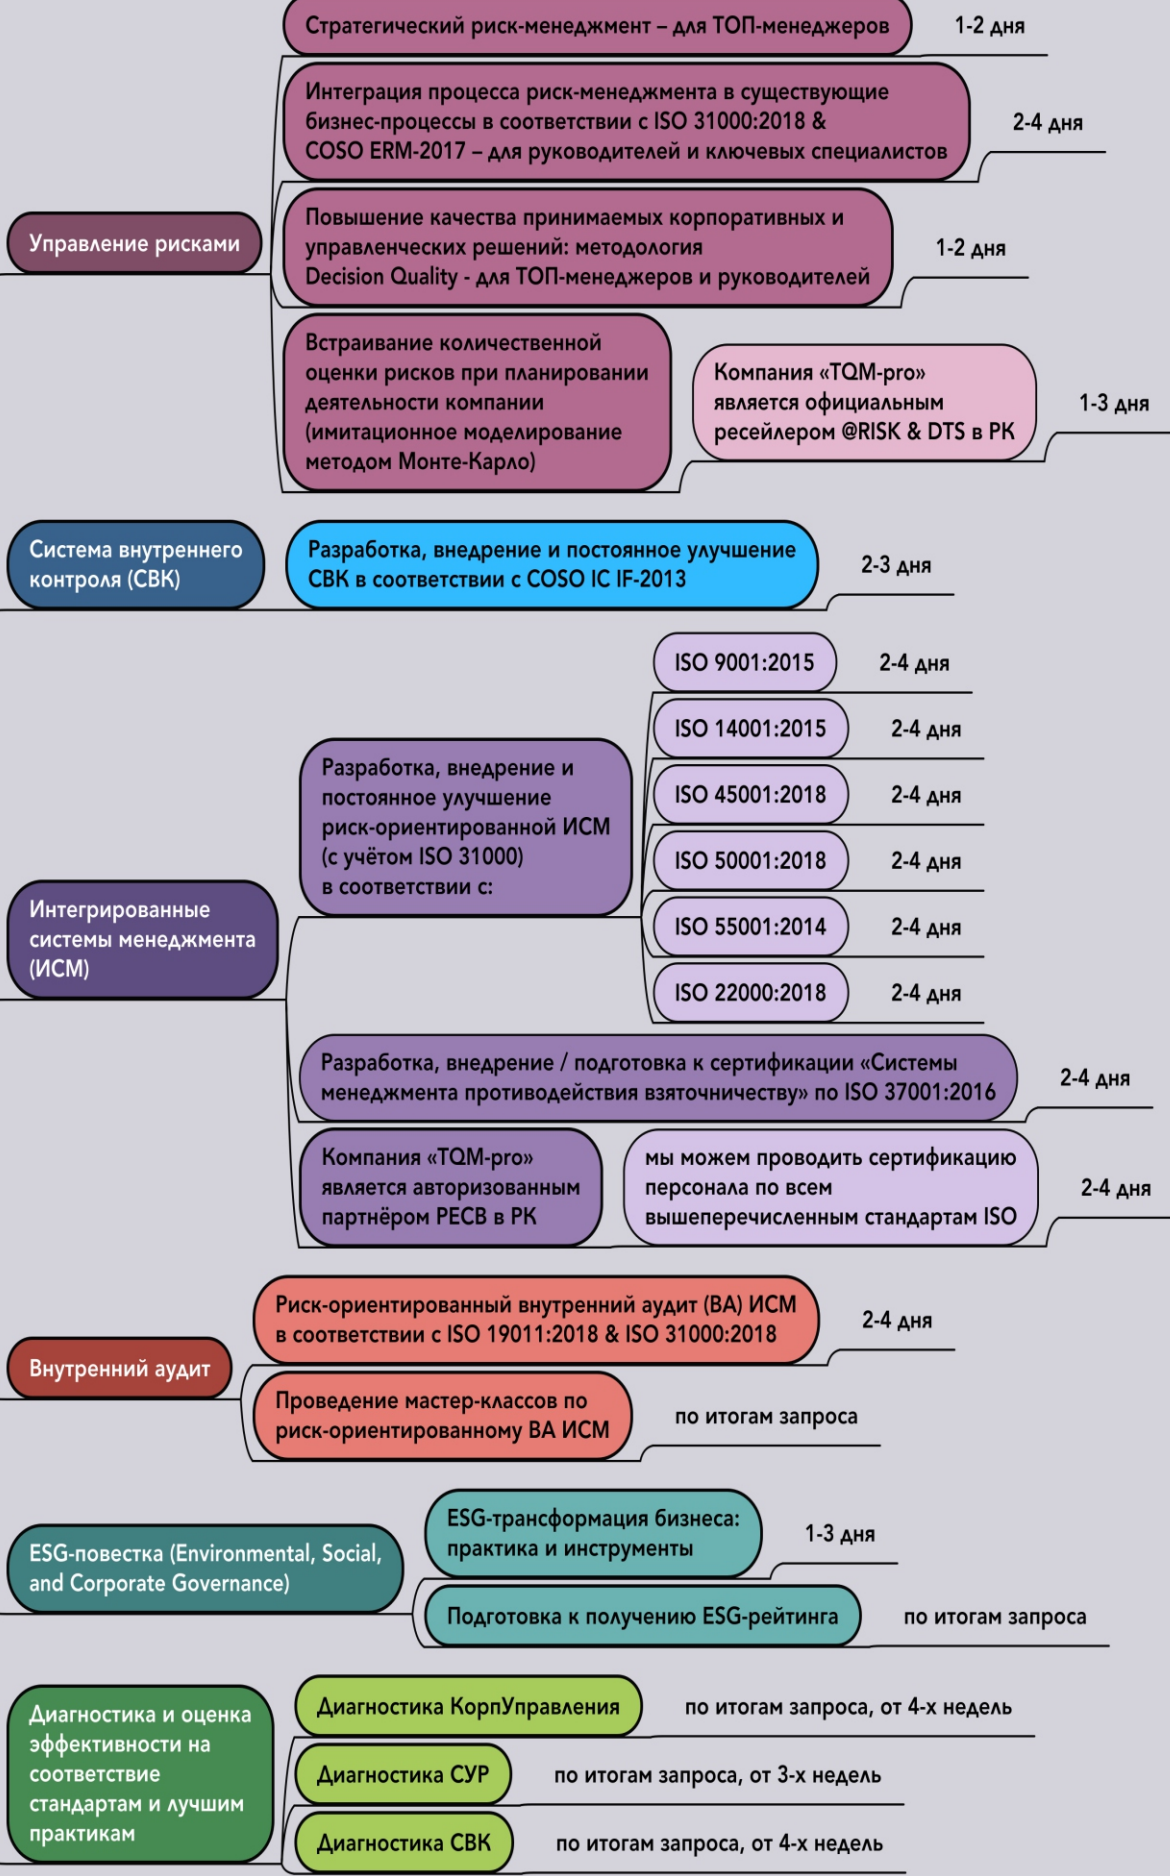 Стратегический риск-менеджмент – для ТОП-менеджеров
1-2 дня
Интеграция процесса риск-менеджмента в существующие
бизнес-процессы в соответствии с ISO 31000:2018 &
COSO ERM-2017 – для руководителей и ключевых специалистов
2-4 дня
Управление рисками
Повышение качества принимаемых корпоративных и
управленческих решений: методология
Decision Quality - для ТОП-менеджеров и руководителей
1-2 дня
Встраивание количественной
оценки рисков при планировании
деятельности компании
(имитационное моделирование
методом Монте-Карло)
Компания «TQM-pro»
является официальным
ресейлером @RISK & DTS в РК
1-3 дня
Система внутреннего
контроля (СВК)
Разработка, внедрение и постоянное улучшение
СВК в соответствии с COSO IC IF-2013
2-3 дня
Интегрированные
системы менеджмента
(ИСМ)
Разработка, внедрение и
постоянное улучшение
риск-ориентированной ИСМ
(с учётом ISO 31000)
в соответствии с:
ISO 9001:2015
2-4 дня
ISO 14001:2015
2-4 дня
ISO 45001:2018
2-4 дня
ISO 50001:2018
2-4 дня
ISO 55001:2014
2-4 дня
ISO 22000:2018
2-4 дня
Разработка, внедрение / подготовка к сертификации «Системы
менеджмента противодействия взяточничеству» по ISO 37001:2016
2-4 дня
Компания «TQM-pro»
является авторизованным
партнёром PECB в РК
мы можем проводить сертификацию
персонала по всем
вышеперечисленным стандартам ISO
2-4 дня
Внутренний аудит
Риск-ориентированный внутренний аудит (ВА) ИСМ
в соответствии с ISO 19011:2018 & ISO 31000:2018
2-4 дня
Проведение мастер-классов по
риск-ориентированному ВА ИСМ
по итогам запроса
ESG-повестка (Environmental, Social,
and Corporate Governance)
ESG-трансформация бизнеса:
практика и инструменты
1-3 дня
Подготовка к получению ESG-рейтинга
по итогам запроса
Диагностика и оценка
эффективности на
соответствие
стандартам и лучшим
практикам
Диагностика КорпУправления
по итогам запроса, от 4-х недель
Диагностика СУР
по итогам запроса, от 3-х недель
Диагностика СВК
по итогам запроса, от 4-х недель